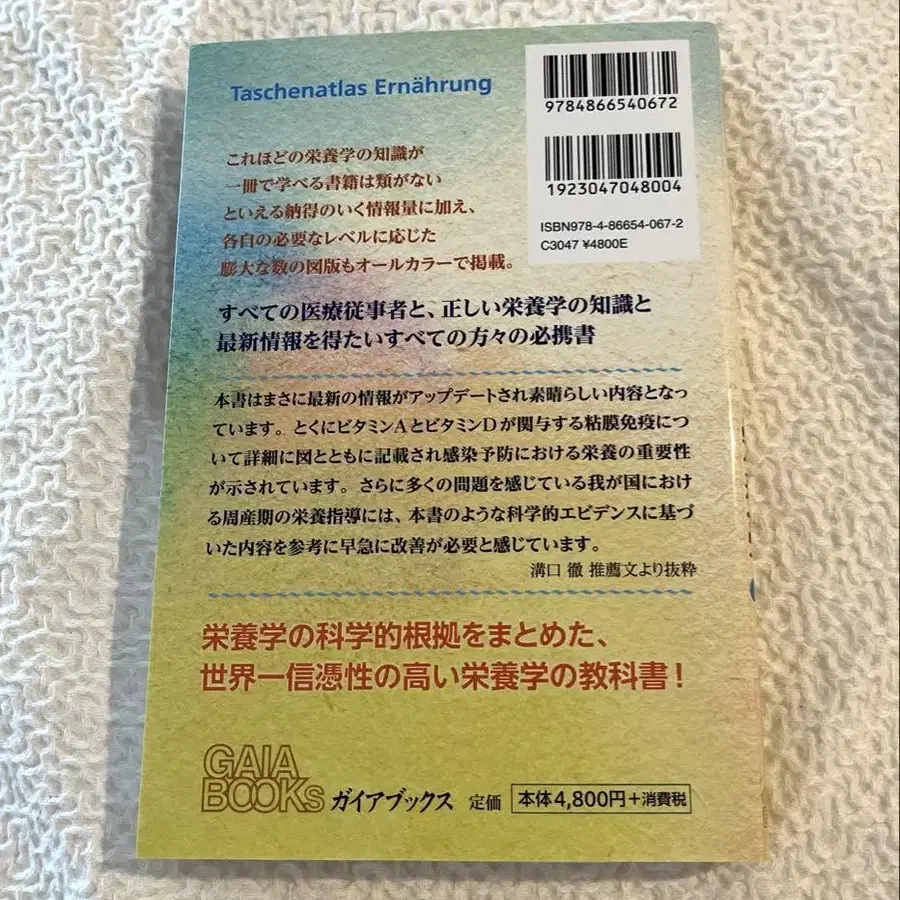 Taschenatlas Ernährung
9784866540672
1923047048004
ISBN978-4-86654-067-2
C3047 ¥4800E
これほどの栄養学の知識が
一冊で学べる書籍は類がない
といえる納得のいく情報量に加え、
各自の必要なレベルに応じた
膨大な数の図版もオールカラーで掲載。
すべての医療従事者と、正しい栄養学の知識と
最新情報を得たいすべての方々の必携書
本書はまさに最新の情報がアップデートされ素晴らしい内容となっ
ています。とくにビタミンAとビタミンDが関与する粘膜免疫につ
いて詳細に図とともに記載され感染予防における栄養の重要性
が示されています。さらに多くの問題を感じている我が国におけ
る周産期の栄養指導には、本書のような科学的エビデンスに基づ
いた内容を参考に早急に改善が必要と感じています。
溝口 徹 推薦文より抜粋
栄養学の科学的根拠をまとめた、
世界一信憑性の高い栄養学の教科書！
GAIA
BOOKS ガイアブックス 定価 本体4,800円+消費税